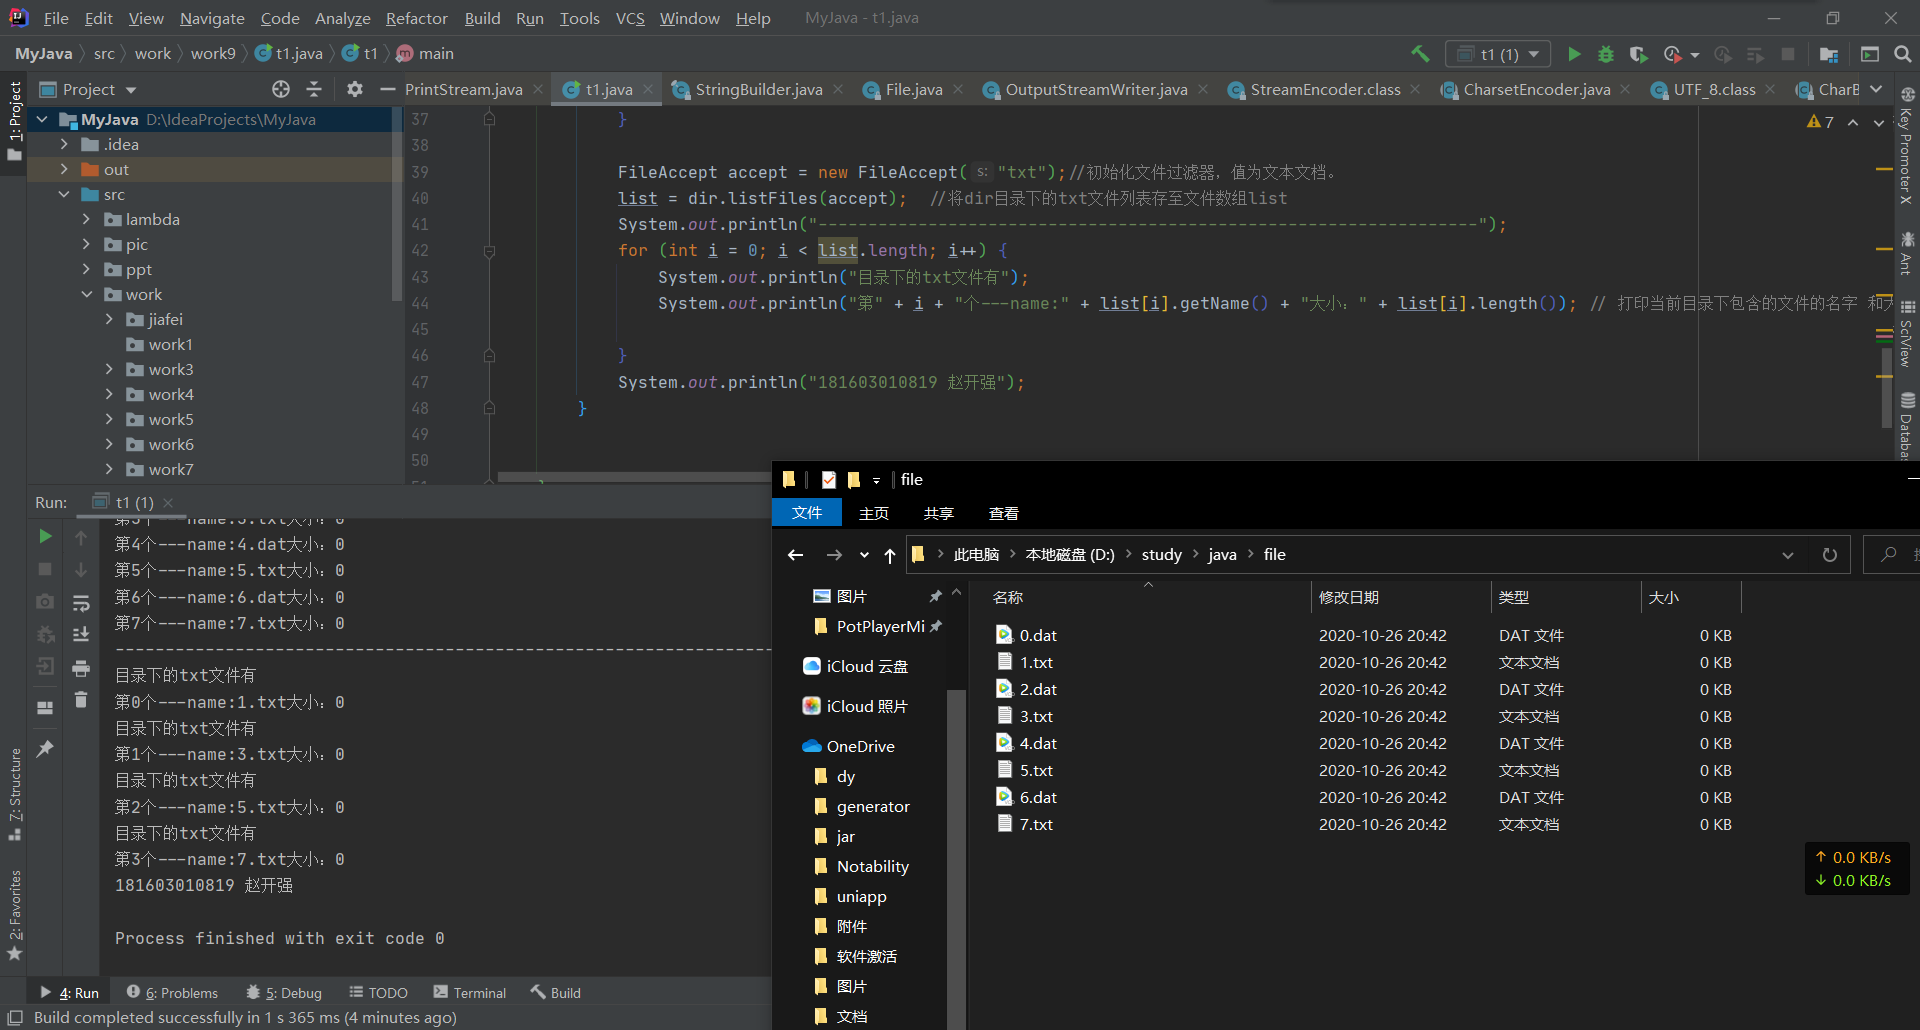 File Edit View Navigate Code Analyze Refactor Build Run Tools VCS Window Help MyJava - t1.java
MyJava src work work9 t1.java t1 main
t1 (1)
Project
PrintStream.java t1.java StringBuilder.java File.java OutputStreamWriter.java StreamEncoder.class CharsetEncoder.java UTF_8.class CharB
1: Project
MyJava D:\IdeaProjects\MyJava
.idea
out
src
lambda
pic
ppt
work
jiafei
work1
work3
work4
work5
work6
work7
7
37 }
38
39 FileAccept accept = new FileAccept( s: "txt");//初始化文件过滤器，值为文本文档。
40 list = dir.listFiles(accept); //将dir目录下的txt文件列表存至文件数组list
41 System.out.println("------------------------------------------------------------------");
42 for (int i = 0; i < list.length; i++) {
43 System.out.println("目录下的txt文件有");
44 System.out.println("第" + i + "个---name:" + list[i].getName() + "大小：" + list[i].length()); // 打印当前目录下包含的文件的名字 和
45
46 }
47 System.out.println("181603010819 赵开强");
48 }
49
50
Key Promoter X
Ant
SciView
Databas
Run: t1 (1)
第3个---name:3.txt大小：0
第4个---name:4.dat大小：0
第5个---name:5.txt大小：0
第6个---name:6.dat大小：0
第7个---name:7.txt大小：0
------------------------------------------------------------------
目录下的txt文件有
第0个---name:1.txt大小：0
目录下的txt文件有
第1个---name:3.txt大小：0
目录下的txt文件有
第2个---name:5.txt大小：0
目录下的txt文件有
第3个---name:7.txt大小：0
181603010819 赵开强
Process finished with exit code 0
7: Structure
2: Favorites
4: Run 6: Problems 5: Debug TODO Terminal Build
Build completed successfully in 1 s 365 ms (4 minutes ago)
file
文件 主页 共享 查看
此电脑 本地磁盘 (D:) study java file
图片
PotPlayerMi
iCloud 云盘
iCloud 照片
OneDrive
dy
generator
jar
Notability
uniapp
附件
软件激活
图片
文档
名称 修改日期 类型 大小
0.dat 2020-10-26 20:42 DAT 文件 0 KB
1.txt 2020-10-26 20:42 文本文档 0 KB
2.dat 2020-10-26 20:42 DAT 文件 0 KB
3.txt 2020-10-26 20:42 文本文档 0 KB
4.dat 2020-10-26 20:42 DAT 文件 0 KB
5.txt 2020-10-26 20:42 文本文档 0 KB
6.dat 2020-10-26 20:42 DAT 文件 0 KB
7.txt 2020-10-26 20:42 文本文档 0 KB
↑ 0.0 KB/s
↓ 0.0 KB/s